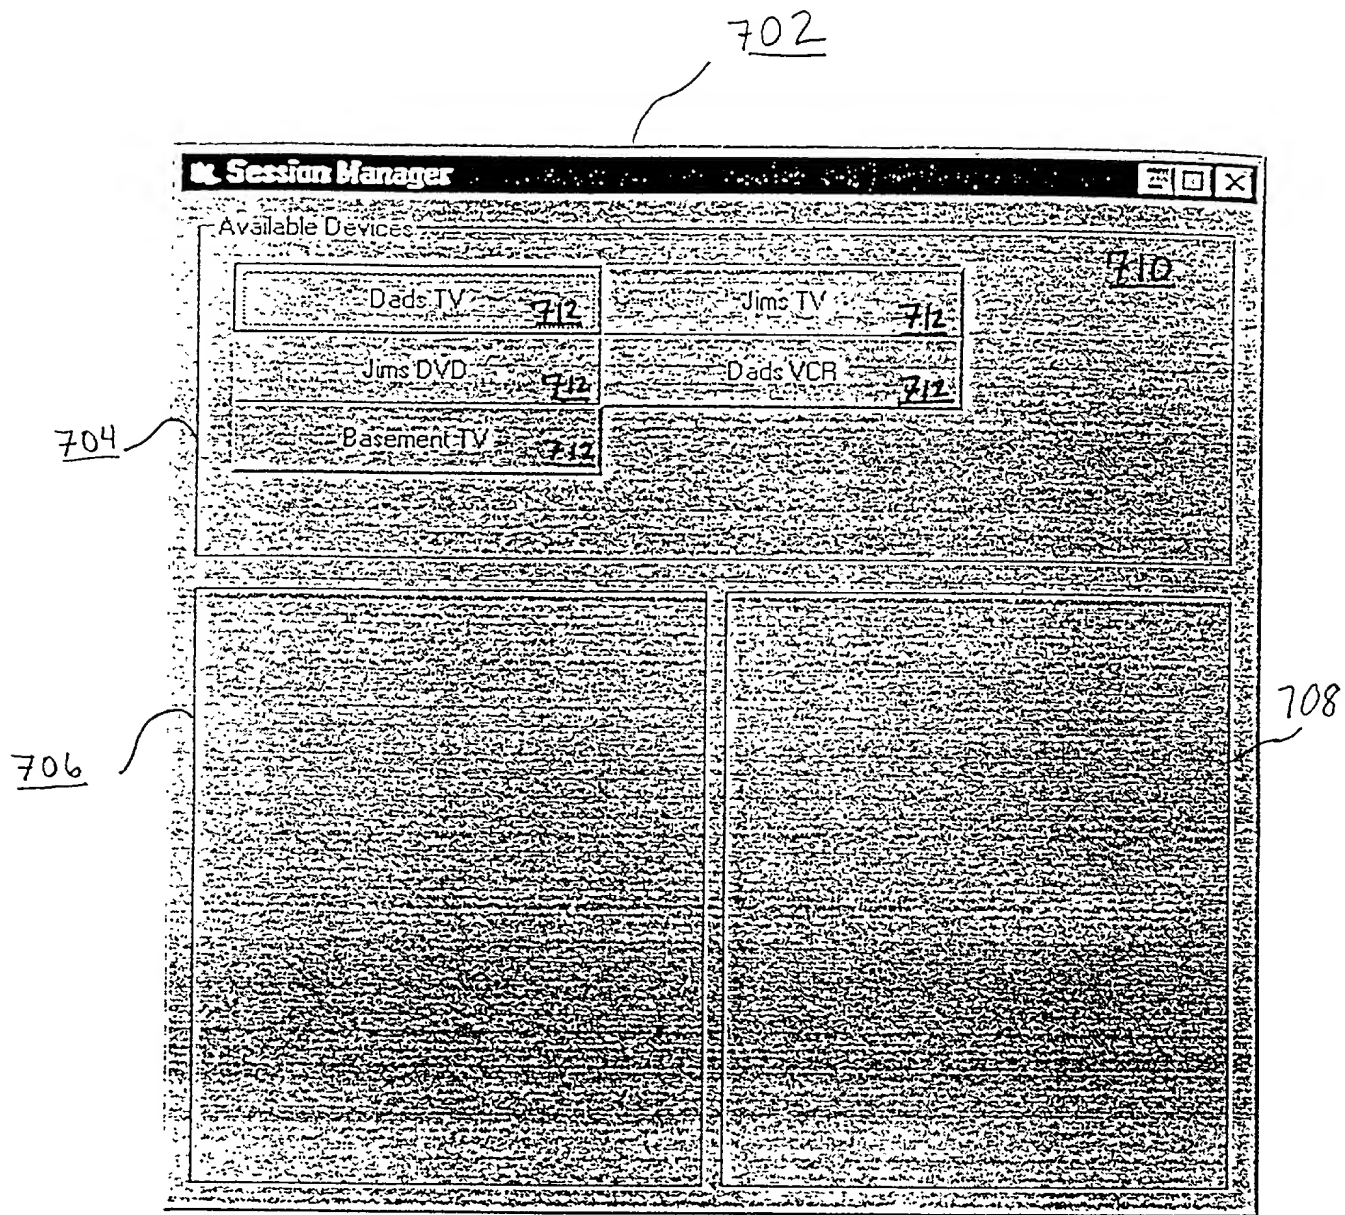 702
Session Manager
Available Devices
710
Dads TV 712
Jims TV 712
Jims DVD 712
Dads VCR 712
704
Basement TV 712
708
706